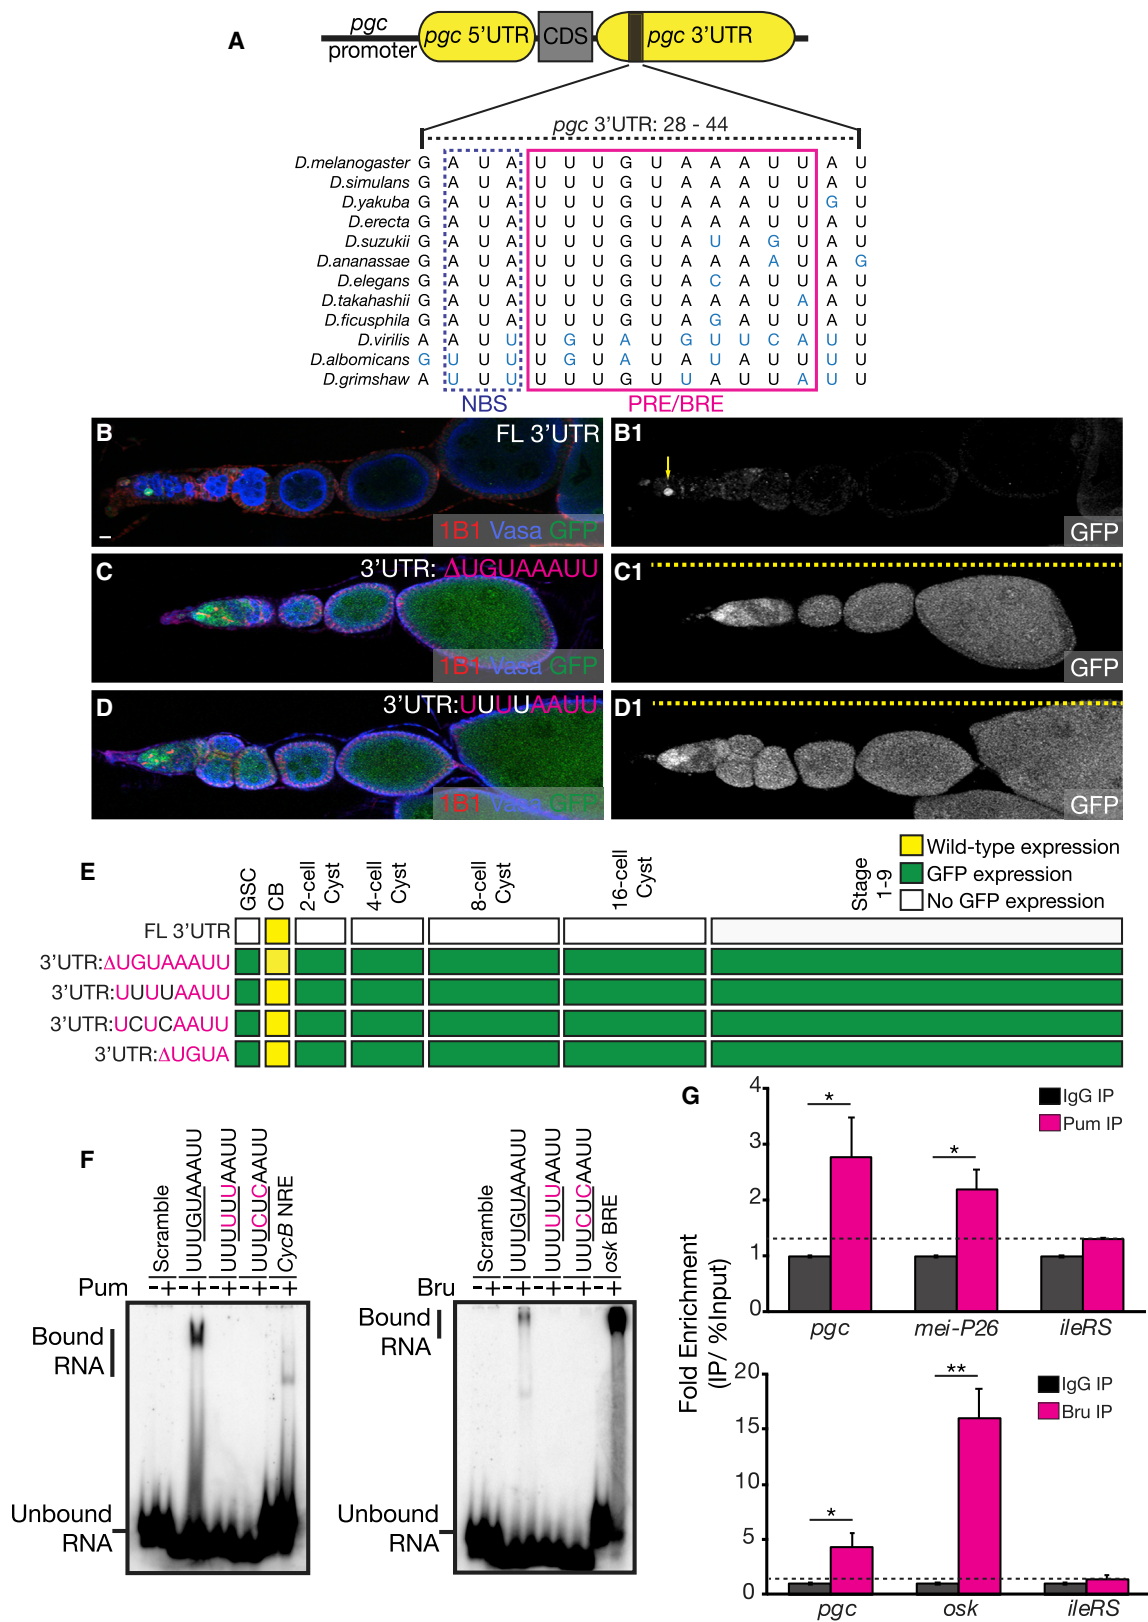 A
pgc
promoter
pgc 5'UTR
CDS
pgc 3'UTR
pgc 3'UTR: 28 - 44
D.melanogaster G A U A U U U G U A A A U U A U
D.simulans G A U A U U U G U A A A U U A U
D.yakuba G A U A U U U G U A A A U U G U
D.erecta G A U A U U U G U A A A U U A U
D.suzukii G A U A U U U G U A U A G U A U
D.ananassae G A U A U U U G U A A A A U A G
D.elegans G A U A U U U G U A C A U U A U
D.takahashii G A U A U U U G U A A A U A A U
D.ficusphila G A U A U U U G U A G A U U A U
D.virilis A A U U U G U A U G U U C A U U
D.albomicans G U U U U G U A U A U A U U U U
D.grimshaw A U U U U U U G U U A U U A U U
NBS
PRE/BRE
B
FL 3'UTR
1B1 Vasa GFP
B1
GFP
C
3'UTR: ΔUGUAAAUU
1B1 Vasa GFP
C1
GFP
D
3'UTR:UUUUAAUU
1B1 Vasa GFP
D1
GFP
E
GSC
CB
2-cell
Cyst
4-cell
Cyst
8-cell
Cyst
16-cell
Cyst
Stage
1-9
Wild-type expression
GFP expression
No GFP expression
FL 3'UTR
3'UTR:ΔUGUAAAUU
3'UTR:UUUUAAUU
3'UTR:UCUCAAUU
3'UTR:ΔUGUA
F
Scramble
UUUGUAAAUU
UUUUUUAAUU
UUUCUCAAUU
CycB NRE
Pum
-+ -+ -+ -+ -+
Bound
RNA
Unbound
RNA
Scramble
UUUGUAAAUU
UUUUUUAAUU
UUUCUCAAUU
osk BRE
Bru
-+ -+ -+ -+ -+
Bound
RNA
Unbound
RNA
G
Fold Enrichment
(IP/ %Input)
4
3
2
1
0
*
*
IgG IP
Pum IP
pgc
mei-P26
ileRS
20
15
10
5
0
*
**
IgG IP
Bru IP
pgc
osk
ileRS